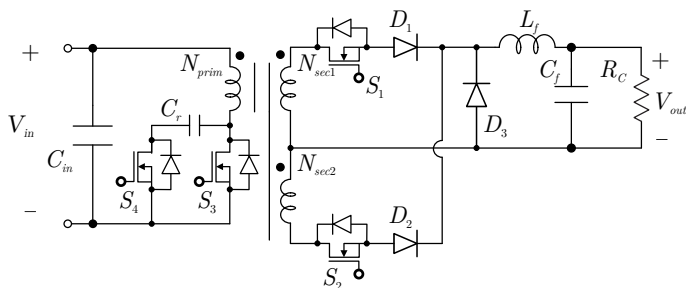 +
V_in
−
C_in
N_prim
C_r
S_4
S_3
N_sec1
S_1
D_1
N_sec2
S_2
D_2
D_3
L_f
C_f
R_C
+
V_out
−